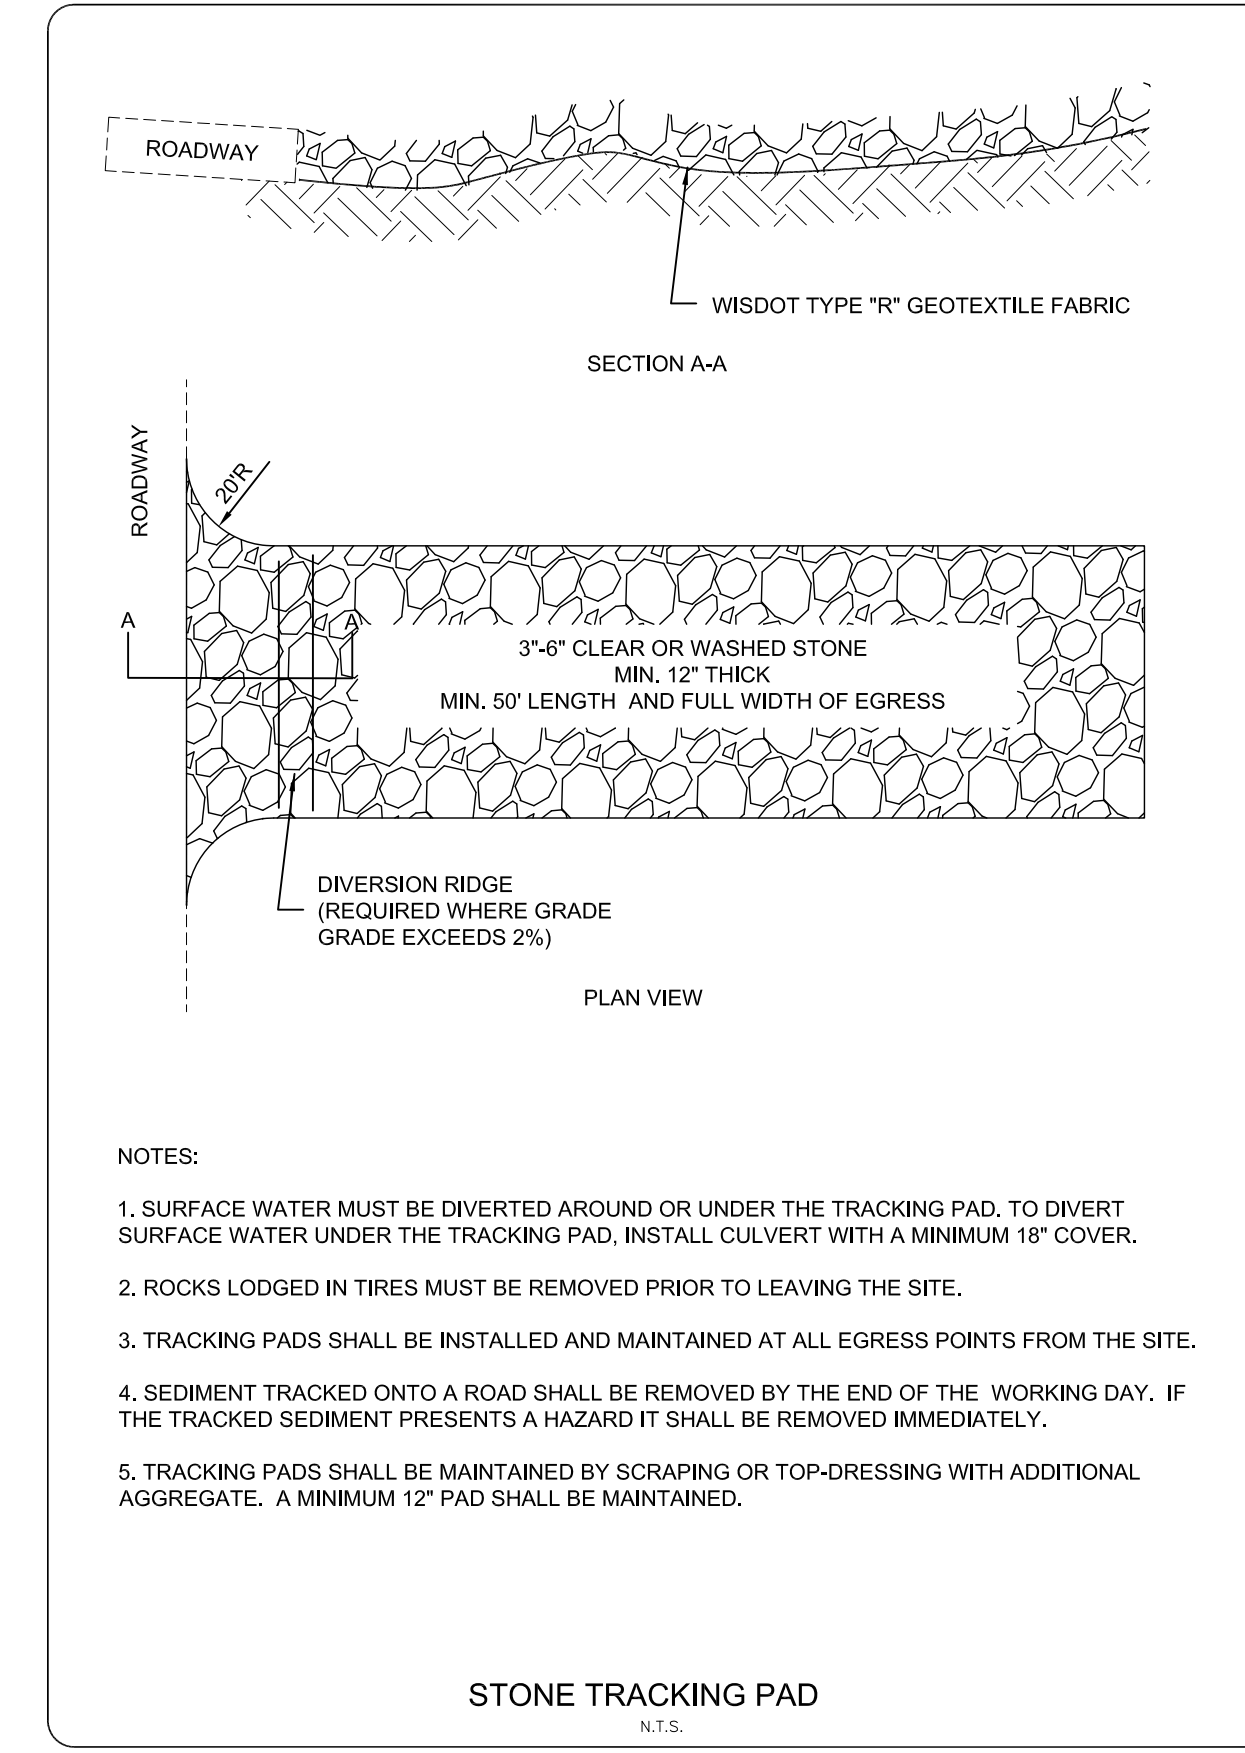 ROADWAY
WISDOT TYPE "R" GEOTEXTILE FABRIC
SECTION A-A
ROADWAY
20'R
A
A
3"-6" CLEAR OR WASHED STONE
MIN. 12" THICK
MIN. 50' LENGTH AND FULL WIDTH OF EGRESS
DIVERSION RIDGE
(REQUIRED WHERE GRADE
GRADE EXCEEDS 2%)
PLAN VIEW
NOTES:
1. SURFACE WATER MUST BE DIVERTED AROUND OR UNDER THE TRACKING PAD. TO DIVERT
SURFACE WATER UNDER THE TRACKING PAD, INSTALL CULVERT WITH A MINIMUM 18" COVER.
2. ROCKS LODGED IN TIRES MUST BE REMOVED PRIOR TO LEAVING THE SITE.
3. TRACKING PADS SHALL BE INSTALLED AND MAINTAINED AT ALL EGRESS POINTS FROM THE SITE.
4. SEDIMENT TRACKED ONTO A ROAD SHALL BE REMOVED BY THE END OF THE WORKING DAY. IF
THE TRACKED SEDIMENT PRESENTS A HAZARD IT SHALL BE REMOVED IMMEDIATELY.
5. TRACKING PADS SHALL BE MAINTAINED BY SCRAPING OR TOP-DRESSING WITH ADDITIONAL
AGGREGATE. A MINIMUM 12" PAD SHALL BE MAINTAINED.
STONE TRACKING PAD
N.T.S.